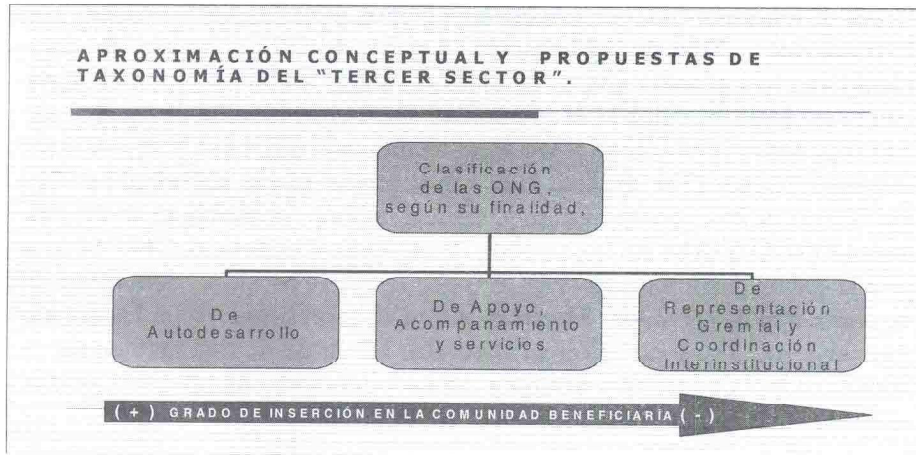 APROXIMACIÓN CONCEPTUAL Y PROPUESTAS DE
TAXONOMÍA DEL "TERCER SECTOR".
Clasificación
de las ONG,
según su finalidad,
De
Autodesarrollo
De Apoyo,
Acompanamiento
y servicios
De
Representación
Gremial y
Coordinación
Interinstitucional
(+) GRADO DE INSERCIÓN EN LA COMUNIDAD BENEFICIARÍA (-)